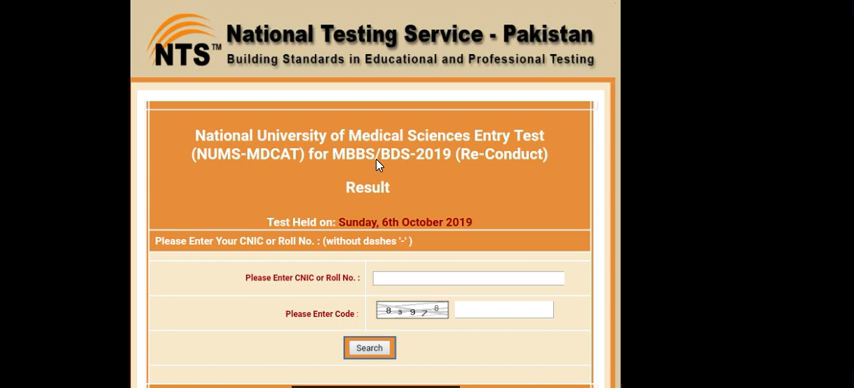 NTS™
National Testing Service - Pakistan
Building Standards in Educational and Professional Testing
National University of Medical Sciences Entry Test
(NUMS-MDCAT) for MBBS/BDS-2019 (Re-Conduct)
Result
Test Held on: Sunday, 6th October 2019
Please Enter Your CNIC or Roll No. : (without dashes '-' )
Please Enter CNIC or Roll No. :
Please Enter Code :
Search